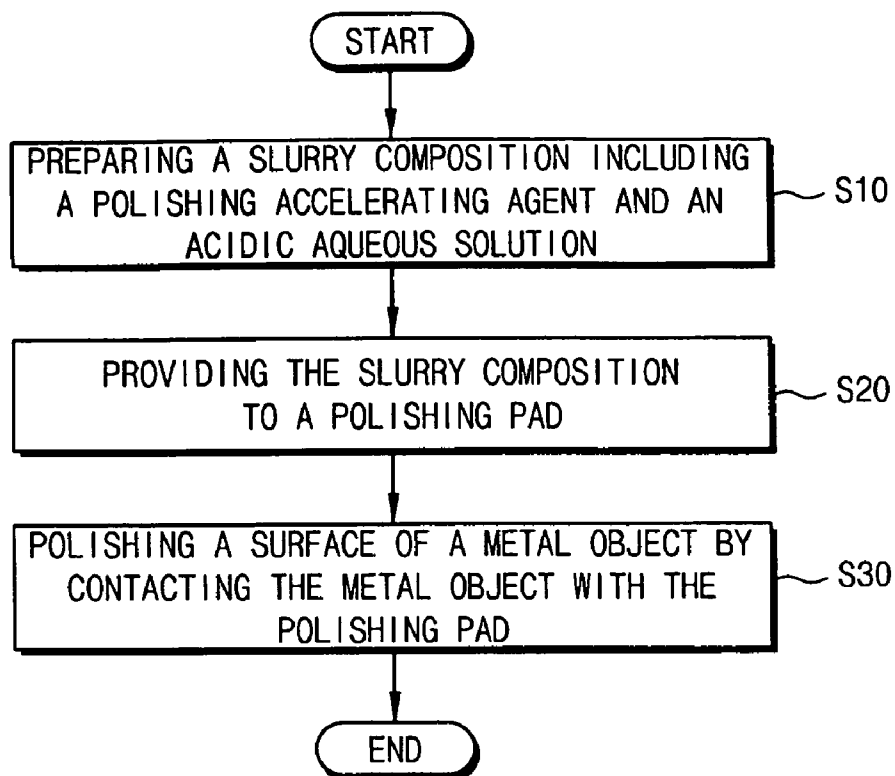 START
PREPARING A SLURRY COMPOSITION INCLUDING
A POLISHING ACCELERATING AGENT AND AN
ACIDIC AQUEOUS SOLUTION
S10
PROVIDING THE SLURRY COMPOSITION
TO A POLISHING PAD
S20
POLISHING A SURFACE OF A METAL OBJECT BY
CONTACTING THE METAL OBJECT WITH THE
POLISHING PAD
S30
END